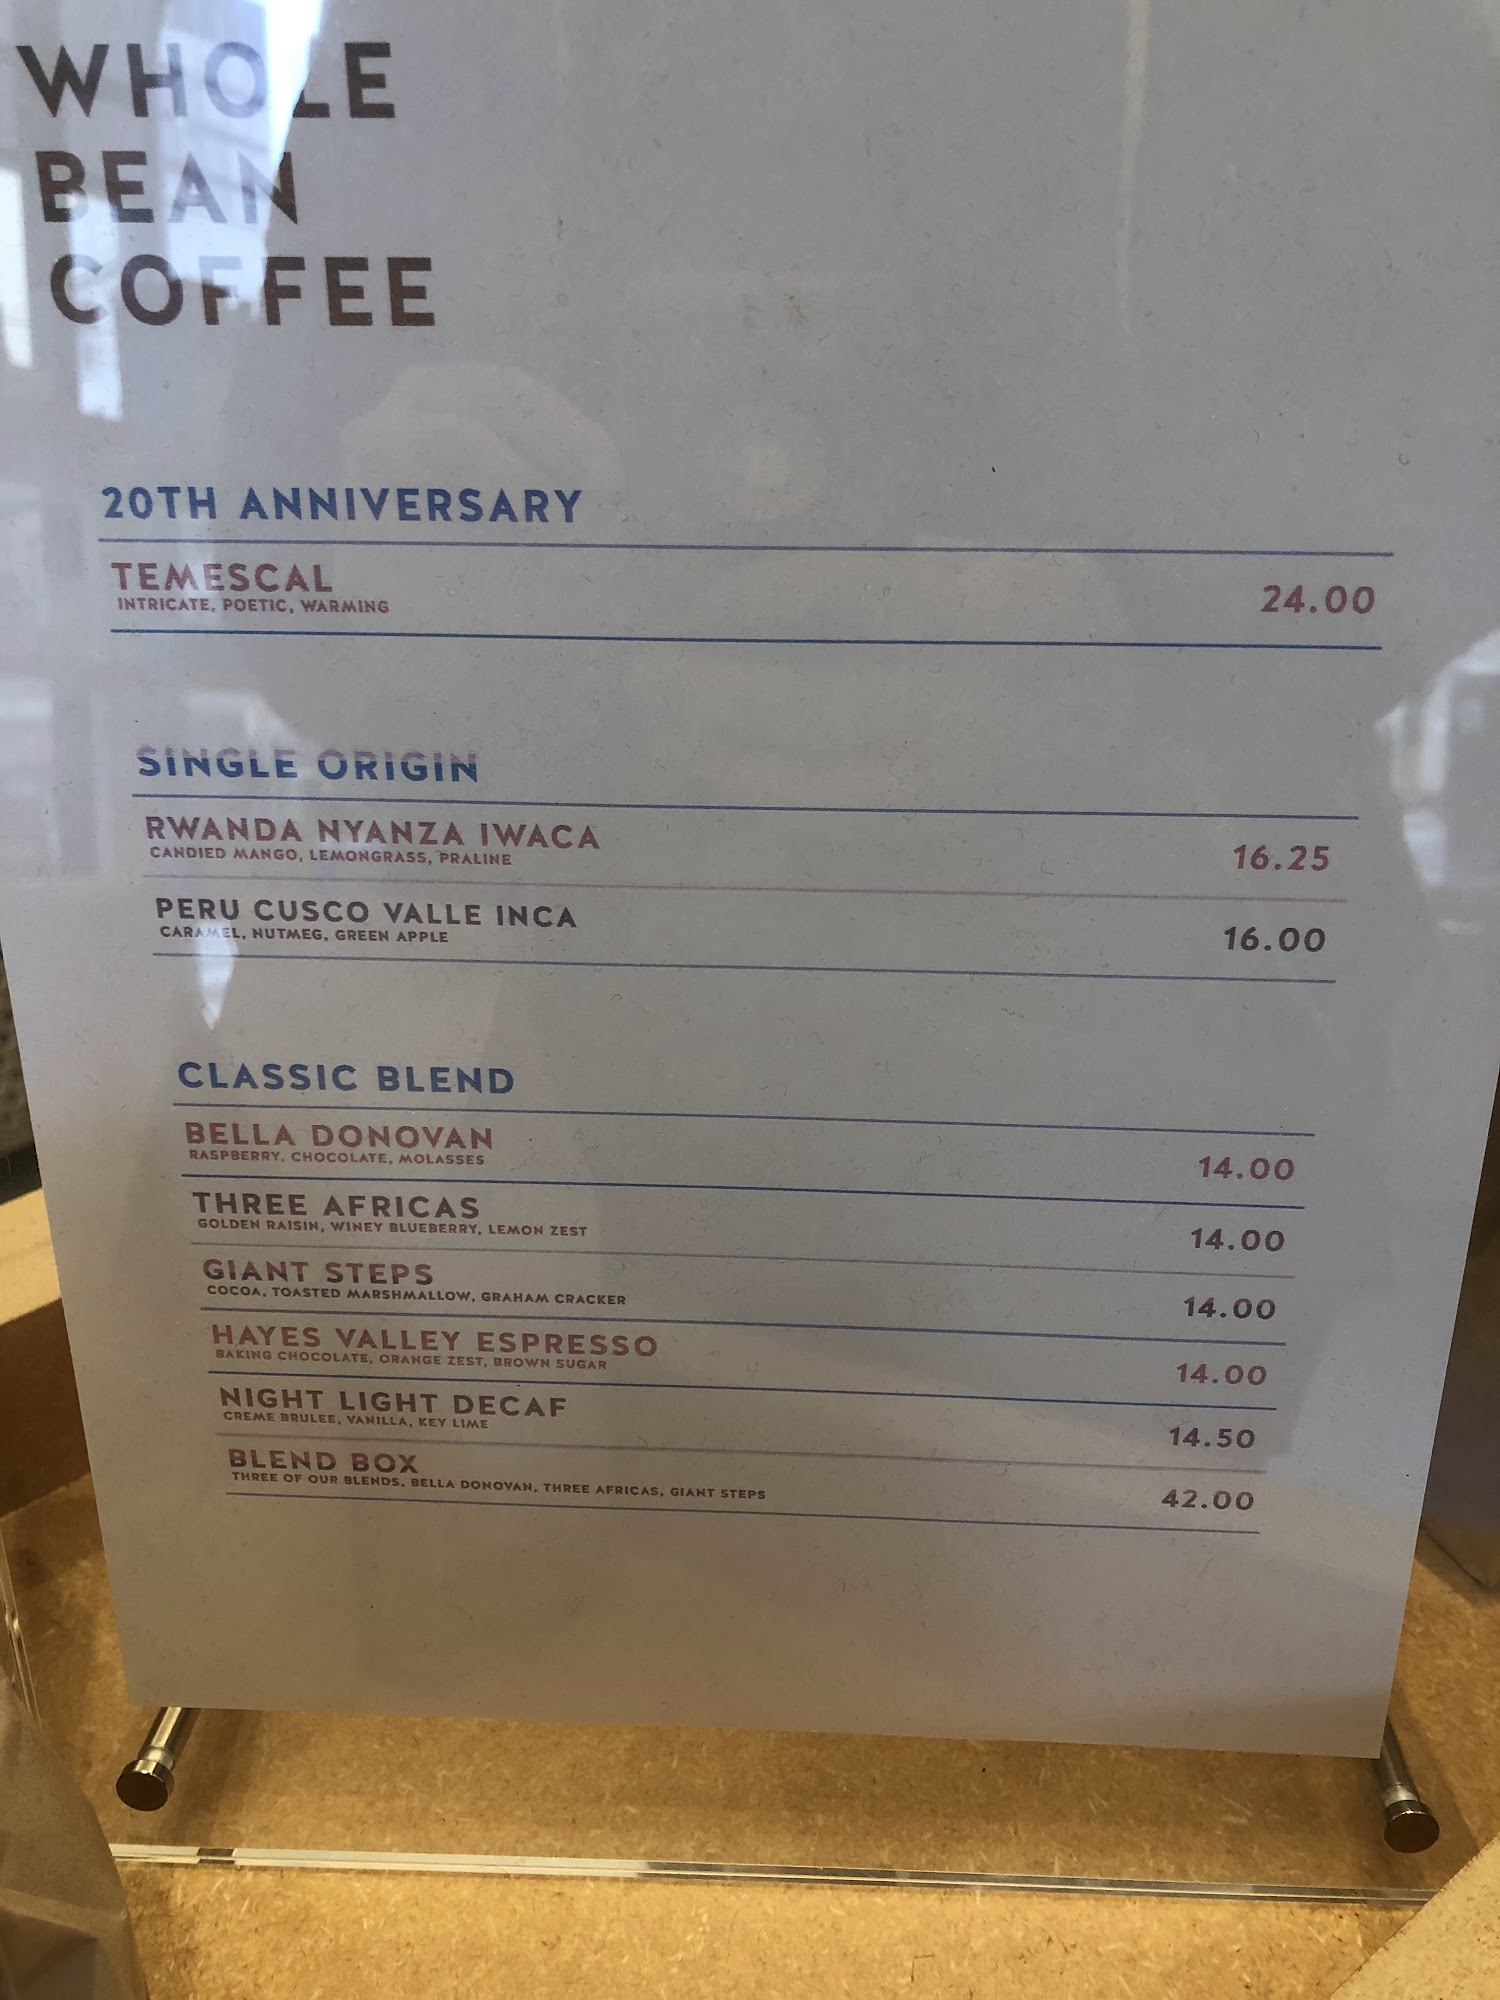 WHOLE
BEAN
COFFEE
20TH ANNIVERSARY
TEMESCAL
INTRICATE, POETIC, WARMING
24.00
SINGLE ORIGIN
RWANDA NYANZA IWACA
CANDIED MANGO, LEMONGRASS, PRALINE
16.25
PERU CUSCO VALLE INCA
CARAMEL, NUTMEG, GREEN APPLE
16.00
CLASSIC BLEND
BELLA DONOVAN
RASPBERRY, CHOCOLATE, MOLASSES
14.00
THREE AFRICAS
GOLDEN RAISIN, WINEY BLUEBERRY, LEMON ZEST
14.00
GIANT STEPS
COCOA, TOASTED MARSHMALLOW, GRAHAM CRACKER
14.00
HAYES VALLEY ESPRESSO
BAKING CHOCOLATE, ORANGE ZEST, BROWN SUGAR
14.00
NIGHT LIGHT DECAF
CREME BRULEE, VANILLA, KEY LIME
14.50
BLEND BOX
THREE OF OUR BLENDS, BELLA DONOVAN, THREE AFRICAS, GIANT STEPS
42.00